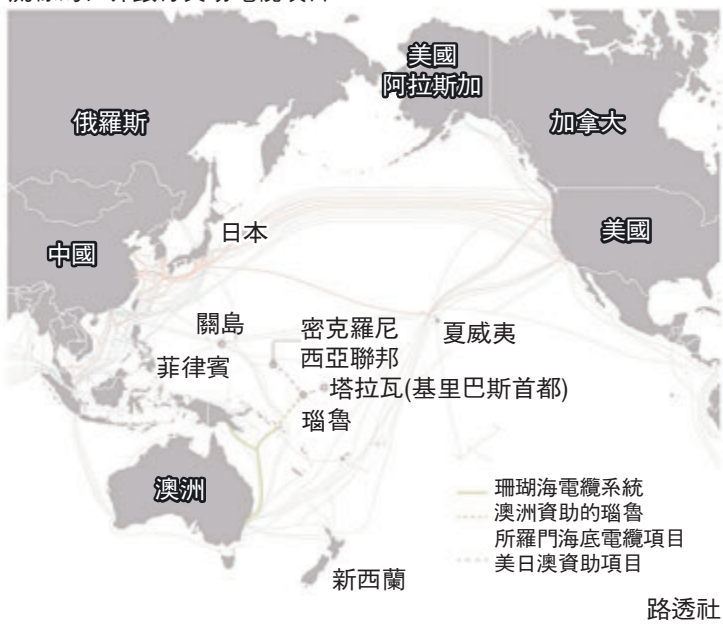 美國
阿拉斯加
俄羅斯
加拿大
中國
日本
美國
關島
菲律賓
密克羅尼
西亞聯邦
夏威夷
塔拉瓦(基里巴斯首都)
瑙魯
澳洲
珊瑚海電纜系統
澳洲資助的瑙魯
所羅門海底電纜項目
美日澳資助項目
新西蘭
路透社